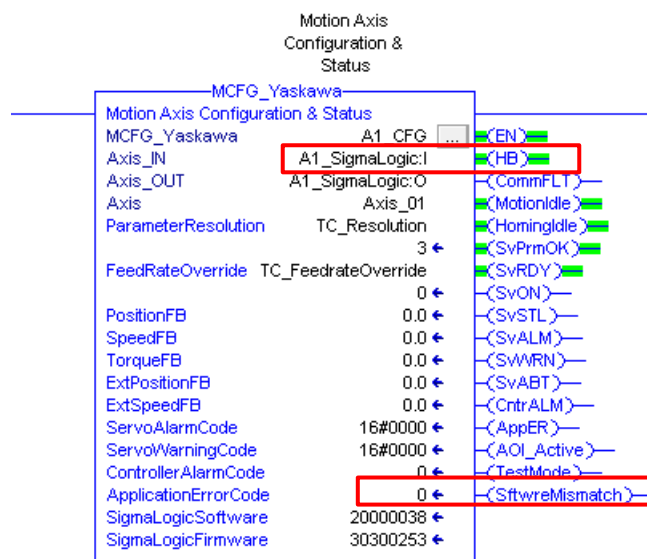 Motion Axis
Configuration &
Status
MCFG_Yaskawa
Motion Axis Configuration & Status
MCFG_Yaskawa A1_CFG ... (EN)
Axis_IN A1_SigmaLogic:I (HB)
Axis_OUT A1_SigmaLogic:O (CommFLT)
Axis Axis_01 (MotionIdle)
ParameterResolution TC_Resolution (HomingIdle)
3 (SvPrmOK)
FeedRateOverride TC_FeedrateOverride (SvRDY)
0 (SvON)
PositionFB 0.0 (SvSTL)
SpeedFB 0.0 (SvALM)
TorqueFB 0.0 (SvWRN)
ExtPositionFB 0.0 (SvABT)
ExtSpeedFB 0.0 (CntrALM)
ServoAlarmCode 16#0000 (AppER)
ServoWarningCode 16#0000 (AOI_Active)
ControllerAlarmCode 0 (TestMode)
ApplicationErrorCode 0 (SftwreMismatch)
SigmaLogicSoftware 20000038
SigmaLogicFirmware 30300253